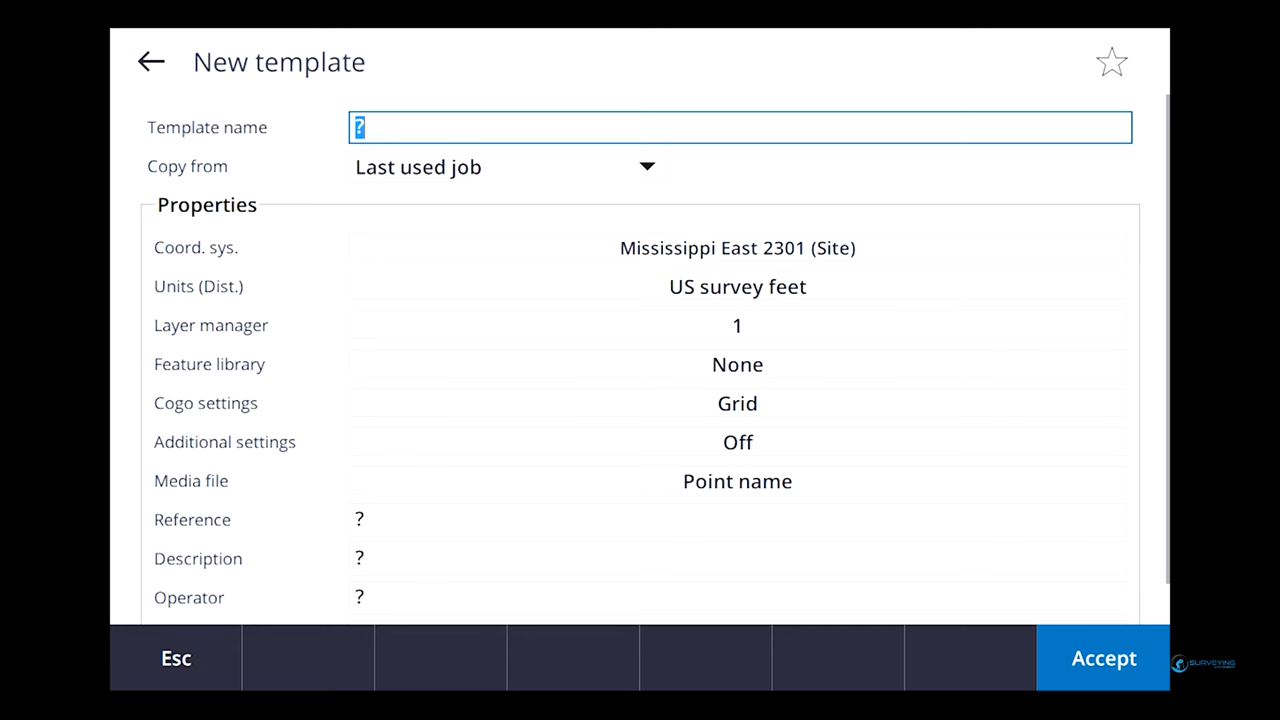 New template
Template name ?
Copy from Last used job
Properties
Coord. sys. Mississippi East 2301 (Site)
Units (Dist.) US survey feet
Layer manager 1
Feature library None
Cogo settings Grid
Additional settings Off
Media file Point name
Reference ?
Description ?
Operator ?
Esc Accept
SURVEYING